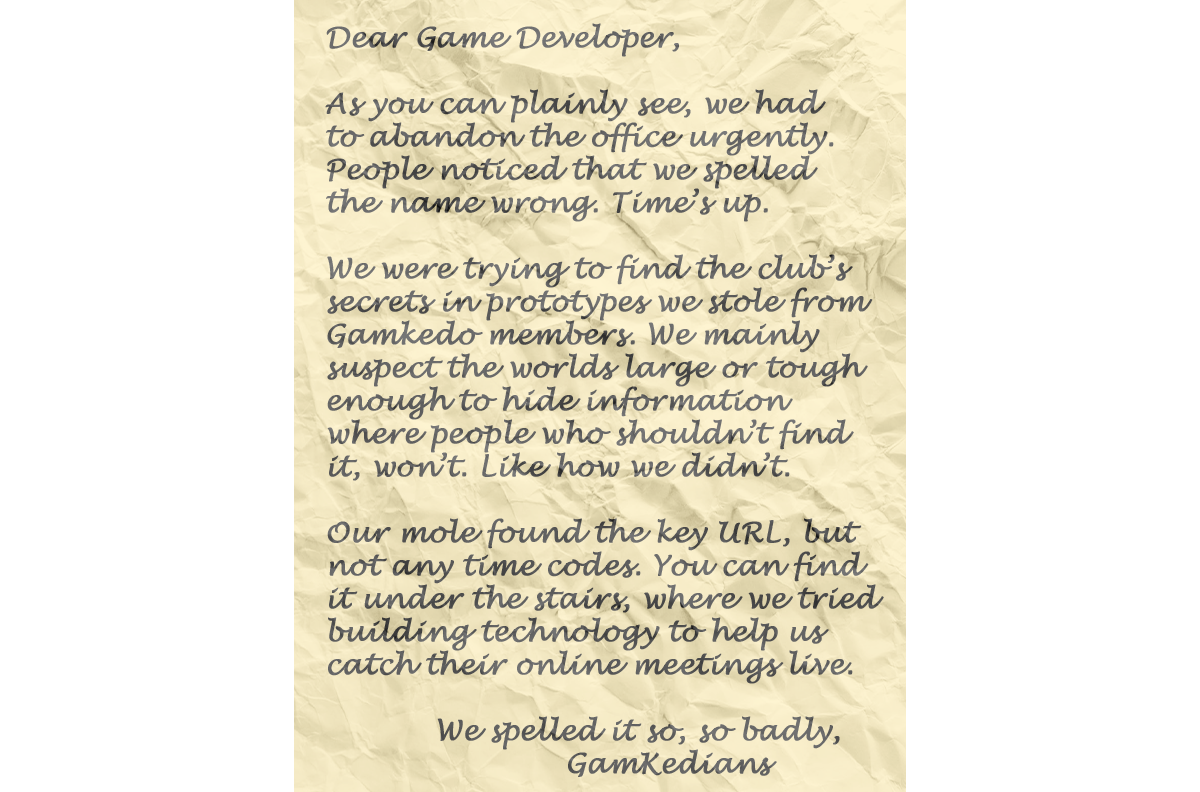 Dear Game Developer,
As you can plainly see, we had
to abandon the office urgently.
People noticed that we spelled
the name wrong. Time's up.
We were trying to find the club's
secrets in prototypes we stole from
Gamkedo members. We mainly
suspect the worlds large or tough
enough to hide information
where people who shouldn't find
it, won't. Like how we didn't.
Our mole found the key URL, but
not any time codes. You can find
it under the stairs, where we tried
building technology to help us
catch their online meetings live.
We spelled it so, so badly,
GamKedians